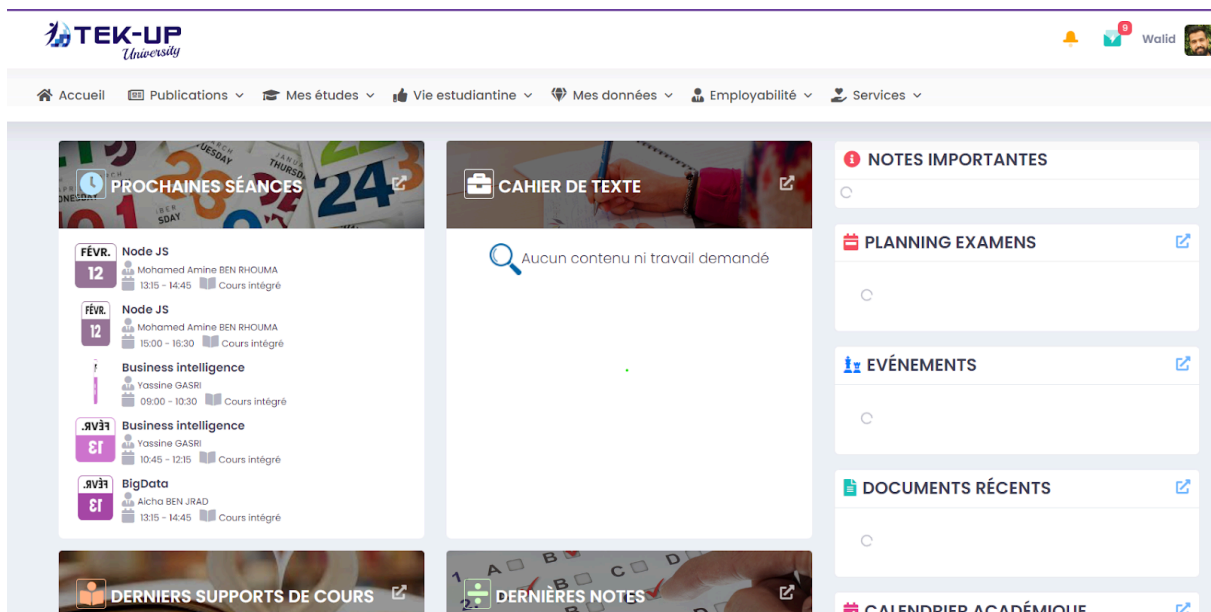 TEK-UP
University
9
Walid
Accueil
Publications
Mes études
Vie estudiantine
Mes données
Employabilité
Services
PROCHAINES SÉANCES
FÉVR.
12
Node JS
Mohamed Amine BEN RHOUMA
13:15 - 14:45 Cours intégré
FÉVR.
12
Node JS
Mohamed Amine BEN RHOUMA
15:00 - 16:30 Cours intégré
Business intelligence
Yassine GASRI
09:00 - 10:30 Cours intégré
FÉVR.
13
Business intelligence
Yassine GASRI
10:45 - 12:15 Cours intégré
FÉVR.
13
BigData
Aicha BEN JRAD
13:15 - 14:45 Cours intégré
DERNIERS SUPPORTS DE COURS
CAHIER DE TEXTE
Aucun contenu ni travail demandé
DERNIÈRES NOTES
NOTES IMPORTANTES
PLANNING EXAMENS
EVÉNEMENTS
DOCUMENTS RÉCENTS
CALENDRIER ACADÉMIQUE